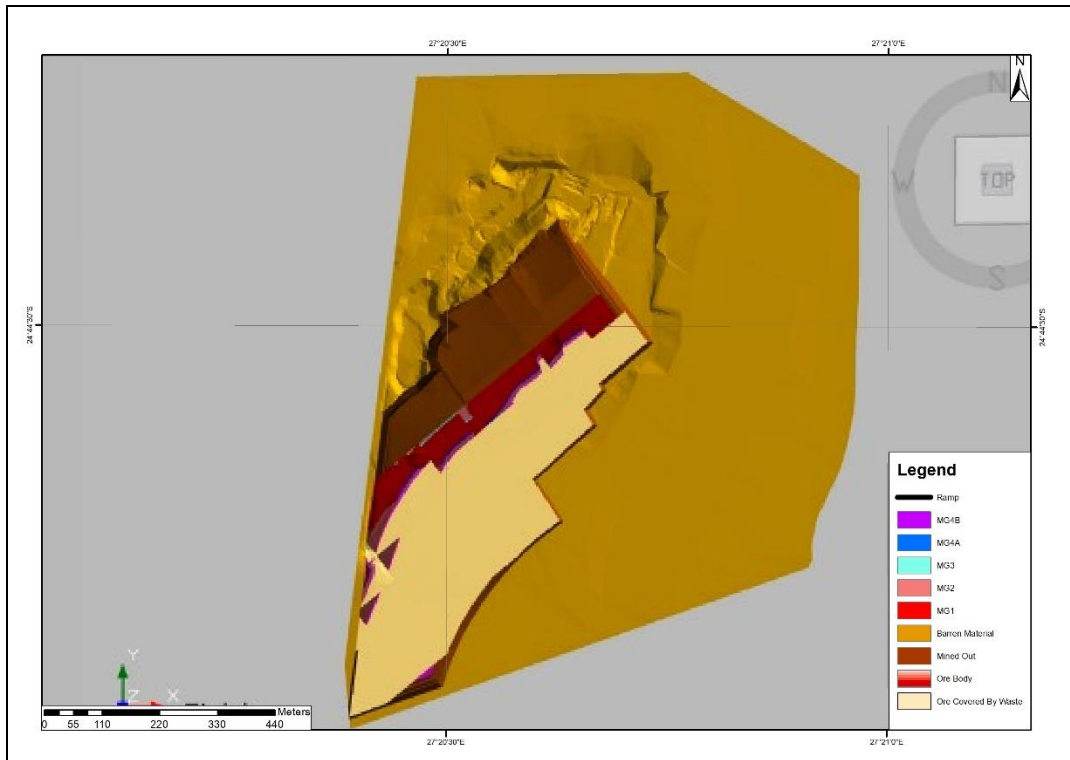 27°20'30"E
27°21'0"E
N
N
W
TOP
S
24°44'30"S
24°44'30"S
Legend
Ramp
MG4B
MG4A
MG3
MG2
MG1
Barren Material
Mined Out
Ore Body
Ore Covered By Waste
Y
Z
X
Meters
0 55 110 220 330 440
27°20'30"E
27°21'0"E